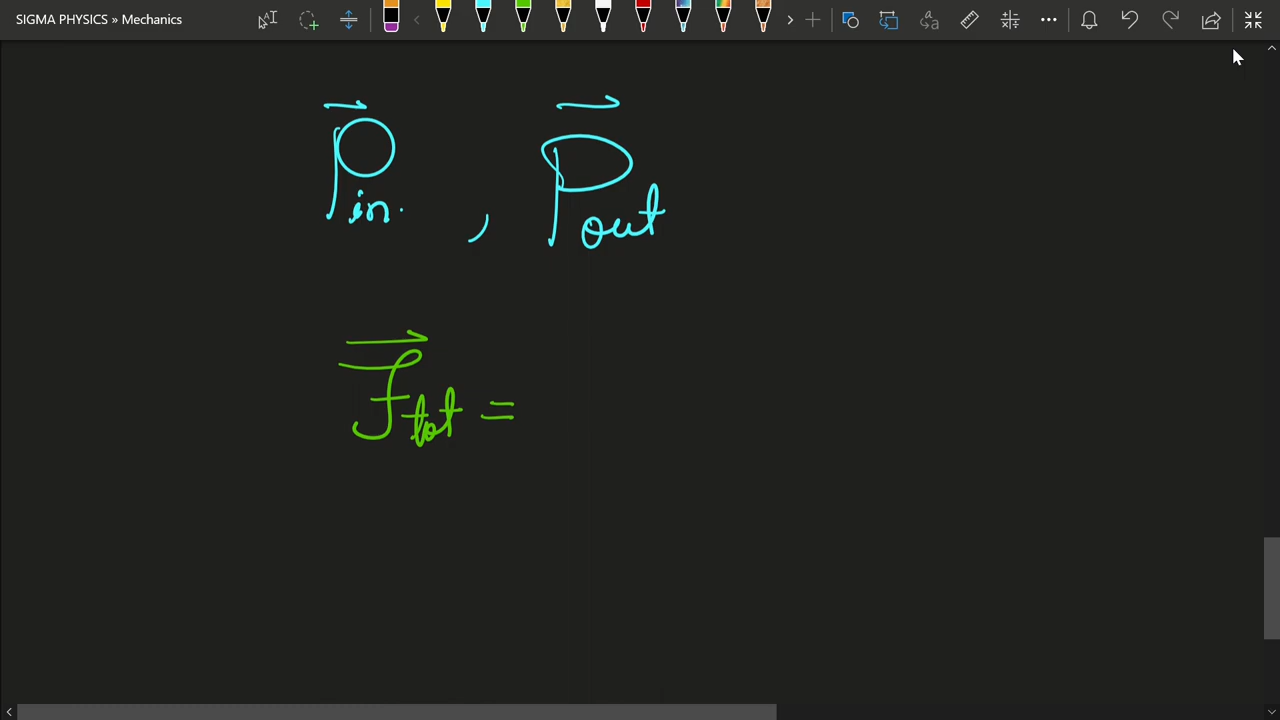 SIGMA PHYSICS » Mechanics
P⃗ in. , P⃗ out
F⃗ tot =